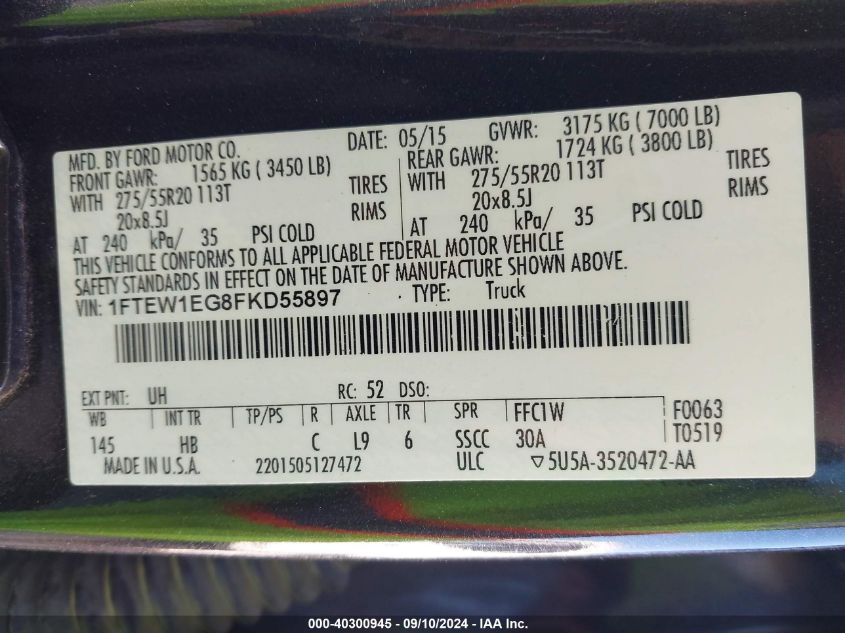 MFD. BY FORD MOTOR CO. DATE: 05/15 GVWR: 3175 KG ( 7000 LB)
FRONT GAWR: 1565 KG ( 3450 LB) REAR GAWR: 1724 KG ( 3800 LB)
WITH 275/55R20 113T TIRES WITH 275/55R20 113T TIRES
20x8.5J RIMS 20x8.5J RIMS
AT 240 kPa/ 35 PSI COLD AT 240 kPa/ 35 PSI COLD
THIS VEHICLE CONFORMS TO ALL APPLICABLE FEDERAL MOTOR VEHICLE
SAFETY STANDARDS IN EFFECT ON THE DATE OF MANUFACTURE SHOWN ABOVE.
VIN: 1FTEW1EG8FKD55897 TYPE: Truck
EXT PNT: UH RC: 52 DSO:
WB INT TR TP/PS R AXLE TR SPR FFC1W F0063
145 HB C L9 6 SSCC 30A T0519
MADE IN U.S.A. 2201505127472 ULC ▽5U5A-3520472-AA
000-40300945 - 09/10/2024 - IAA Inc.